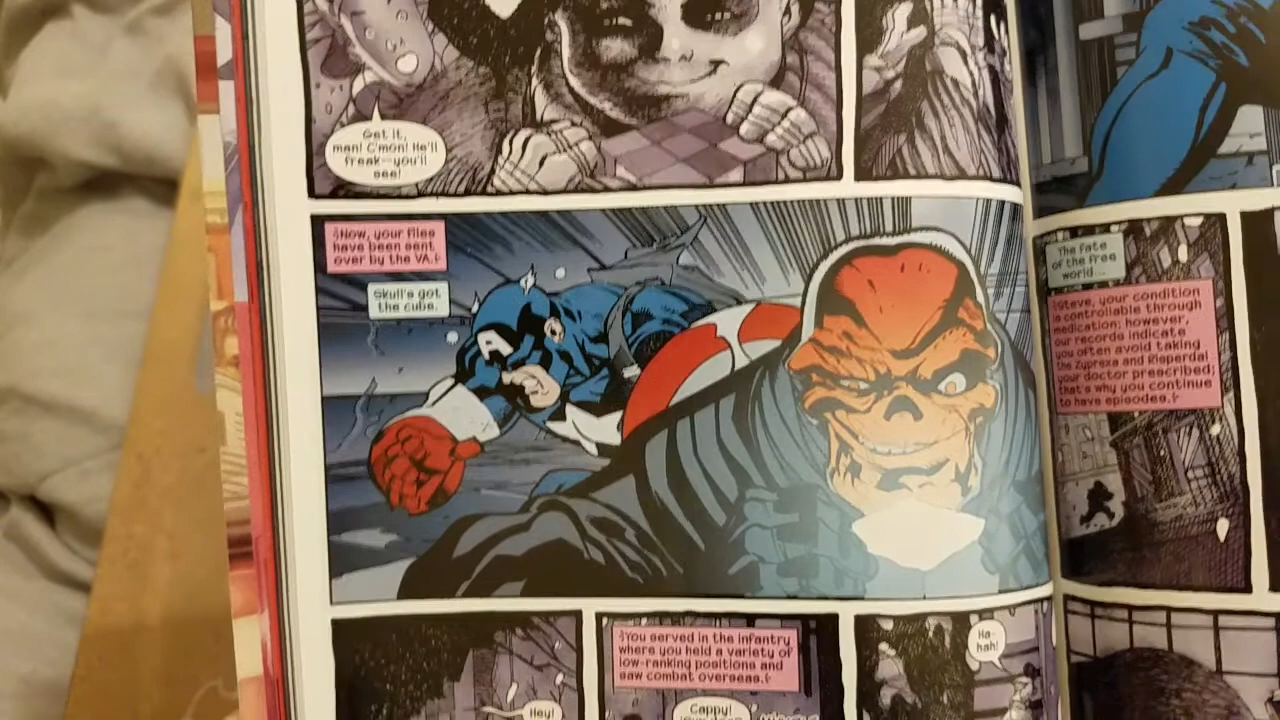 Get it,
man! C'mon! He'll
freak--you'll
see!
Now, your files
have been sent
over by the VA.
Skull's got
the cube.
A
You served in the infantry
where you held a variety of
low-ranking positions and
saw combat overseas.
Hey!
Cappy!
Ha-
hah!
The fate
of the free
world...
Steve, your condition
is controllable through
medication; however,
our records indicate
you often avoid taking
the Zyprexa and Risperdal
your doctor prescribed;
that's why you continue
to have episodes.